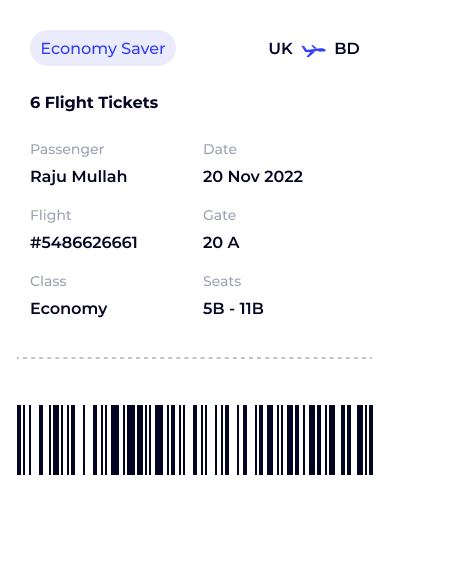 Economy Saver
UK BD
6 Flight Tickets
Passenger Date
Raju Mullah 20 Nov 2022
Flight Gate
#5486626661 20 A
Class Seats
Economy 5B - 11B